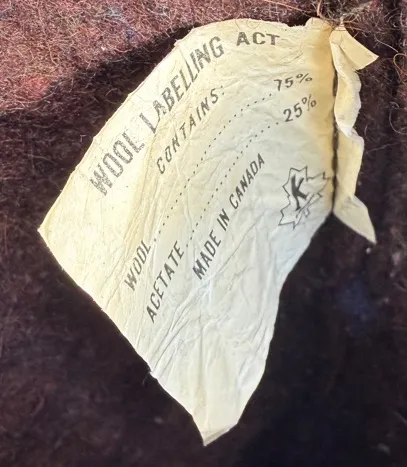 WOOL LABELLING ACT
CONTAINS
WOOL .......... 75%
ACETATE .......... 25%
MADE IN CANADA
K